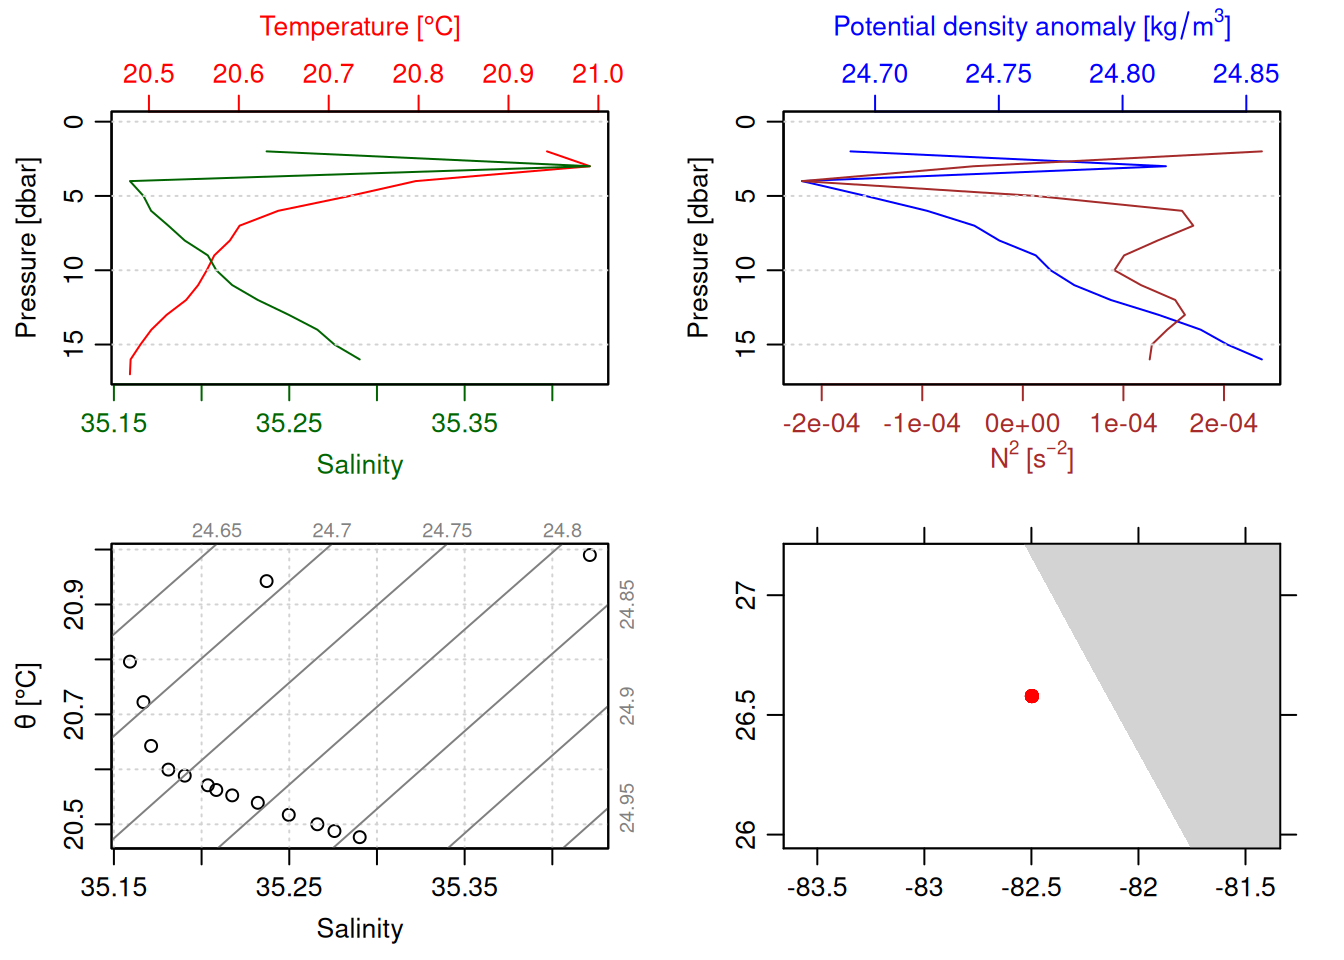 Temperature [°C]
20.5 20.6 20.7 20.8 20.9 21.0
Pressure [dbar]
0
5
10
15
35.15 35.25 35.35
Salinity
Potential density anomaly [kg/m³]
24.70 24.75 24.80 24.85
Pressure [dbar]
0
5
10
15
-2e-04 -1e-04 0e+00 1e-04 2e-04
N² [s⁻²]
24.65 24.7 24.75 24.8
θ [°C]
20.9
20.7
20.5
24.85
24.9
24.95
35.15 35.25 35.35
Salinity
27
26.5
26
-83.5 -83 -82.5 -82 -81.5